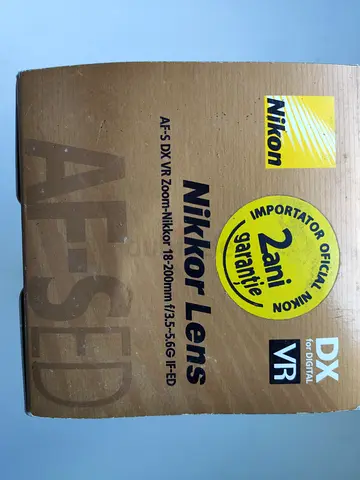 Nikon
DX
for DIGITAL
VR
IMPORTATOR OFICIAL NIKON
2 ani
garanție
Nikkor Lens
AF-S DX VR Zoom-Nikkor 18-200mm f/3.5-5.6G IF-ED
AF-S ED